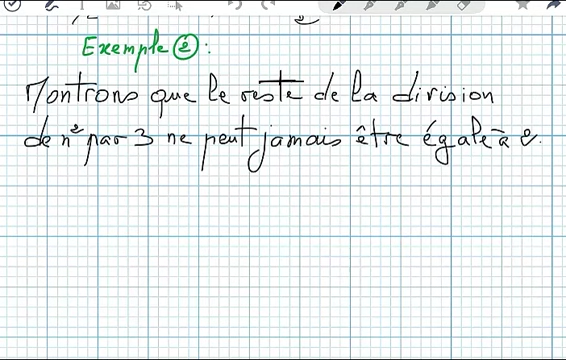 Exemple ②:
Montrons que le reste de la division
de n² par 3 ne peut jamais être égale à 2.